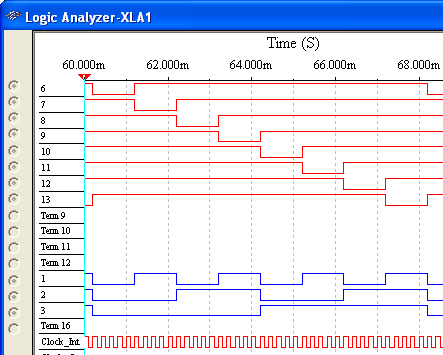 Logic Analyzer-XLA1
Time (S)
60.000m 62.000m 64.000m 66.000m 68.000m
6
7
8
9
10
11
12
13
Term 9
Term 10
Term 11
Term 12
1
2
3
Term 16
Clock_Int